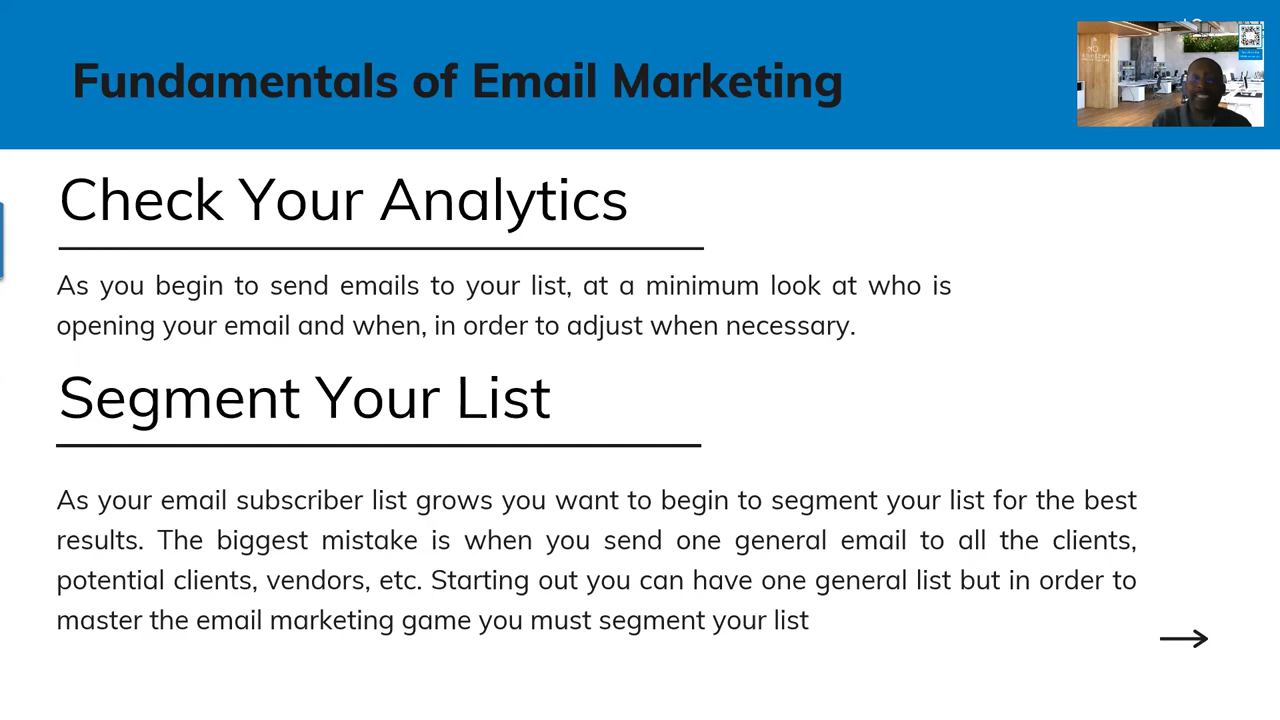 Fundamentals of Email Marketing
Check Your Analytics
As you begin to send emails to your list, at a minimum look at who is
opening your email and when, in order to adjust when necessary.
Segment Your List
As your email subscriber list grows you want to begin to segment your list for the best
results. The biggest mistake is when you send one general email to all the clients,
potential clients, vendors, etc. Starting out you can have one general list but in order to
master the email marketing game you must segment your list